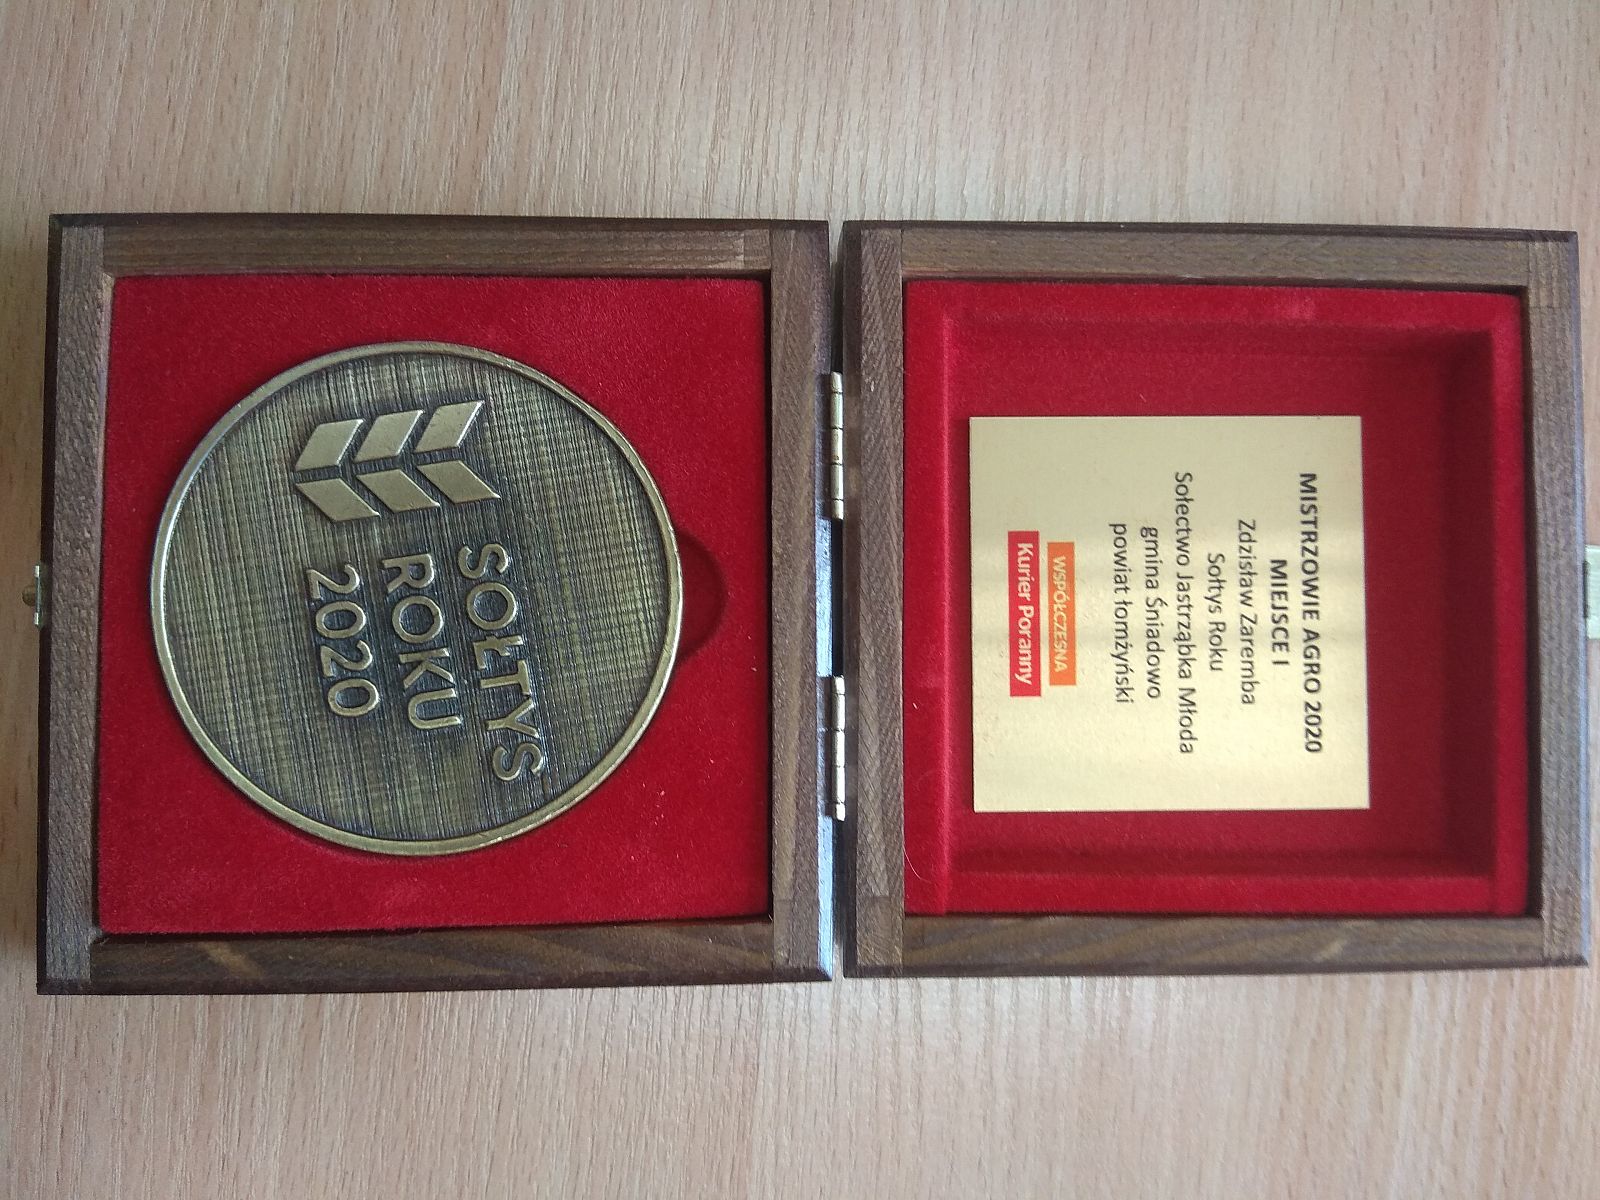 MISTRZOWIE AGRO 2020
MIEJSCE I
Zdzisław Zaremba
Sołtys Roku
Sołectwo Jastrząbka Młoda
gmina Śniadowo
powiat łomżyński
WSPÓŁCZESNA
Kurier Poranny
SOŁTYS
ROKU
2020